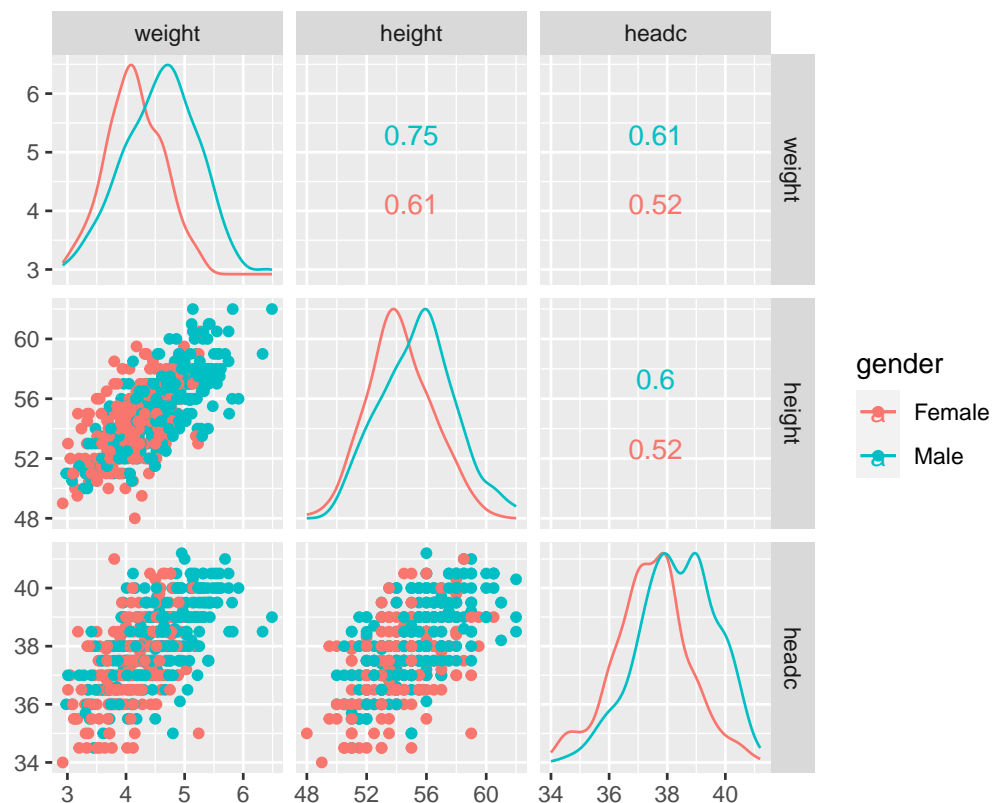 weight height headc
6
5
4
3
0.75 0.61
0.61 0.52
weight
60
56
52
48
0.6
0.52
height
40
38
36
34
headc
3 4 5 6 48 52 56 60 34 36 38 40
gender
a Female
a Male